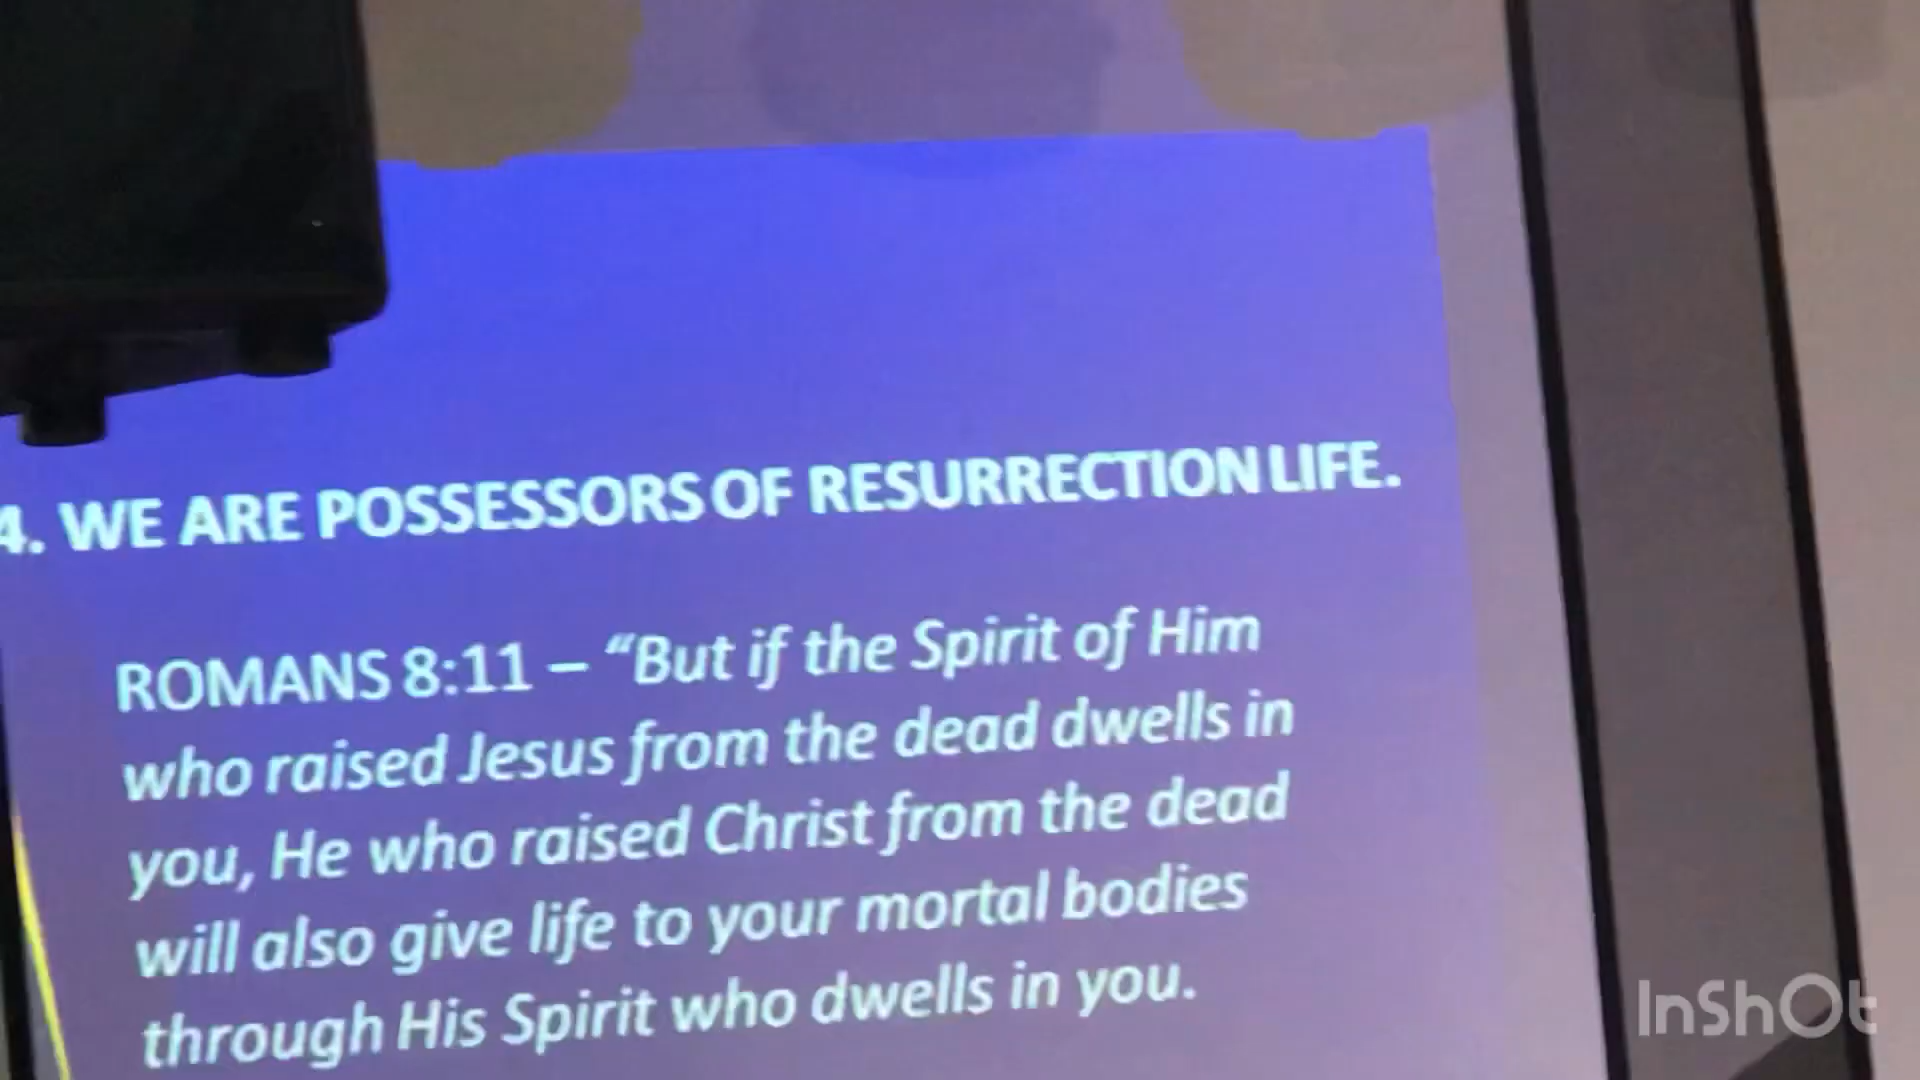 4. WE ARE POSSESSORS OF RESURRECTION LIFE.
ROMANS 8:11 – “But if the Spirit of Him
who raised Jesus from the dead dwells in
you, He who raised Christ from the dead
will also give life to your mortal bodies
through His Spirit who dwells in you.
InShOt